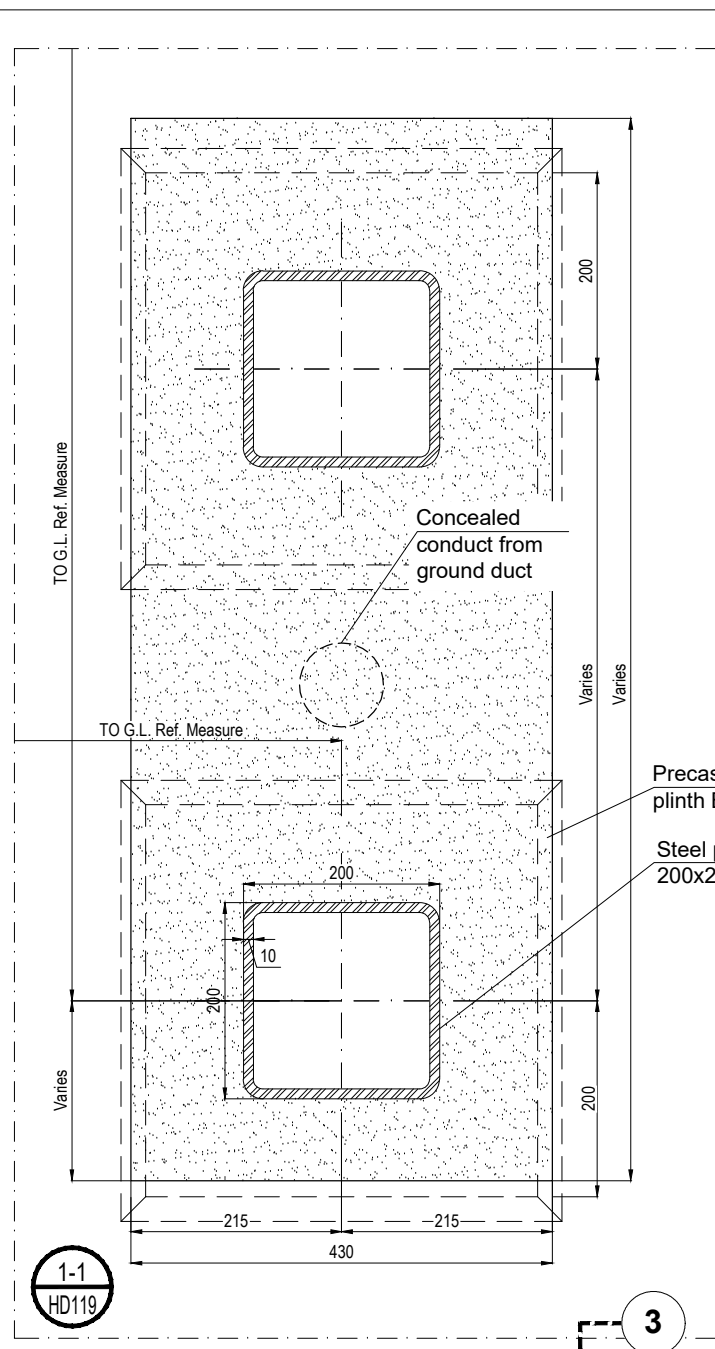 200
TO G.L. Ref. Measure
Concealed
conduct from
ground duct
Varies
Varies
TO G.L. Ref. Measure
Precas
plinth
Steel p
200x2
200
10
200
Varies
200
215
215
430
1-1
HD119
3